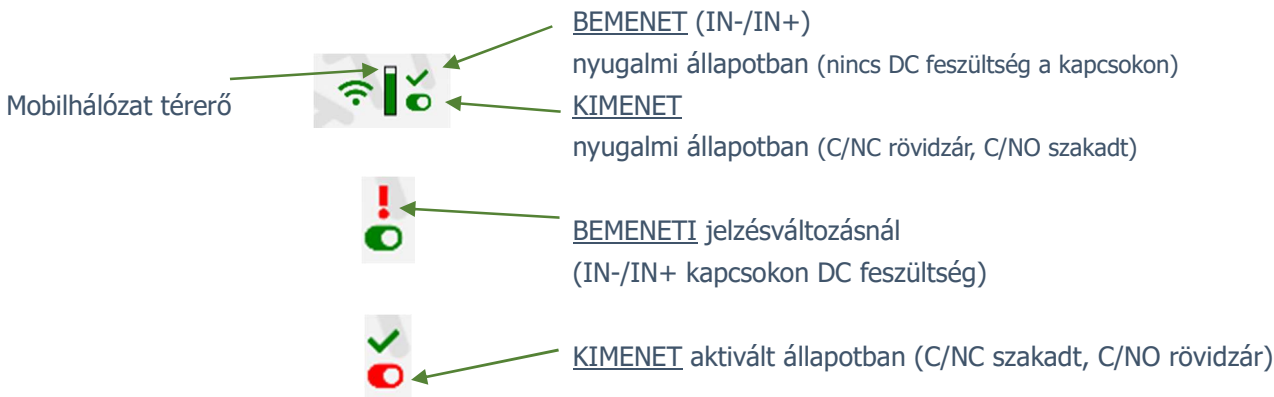 BEMENET (IN-/IN+)
nyugalmi állapotban (nincs DC feszültség a kapcsokon)
Mobilhálózat térerő
KIMENET
nyugalmi állapotban (C/NC rövidzár, C/NO szakadt)
BEMENETI jelzésváltozásnál
(IN-/IN+ kapcsokon DC feszültség)
KIMENET aktivált állapotban (C/NC szakadt, C/NO rövidzár)